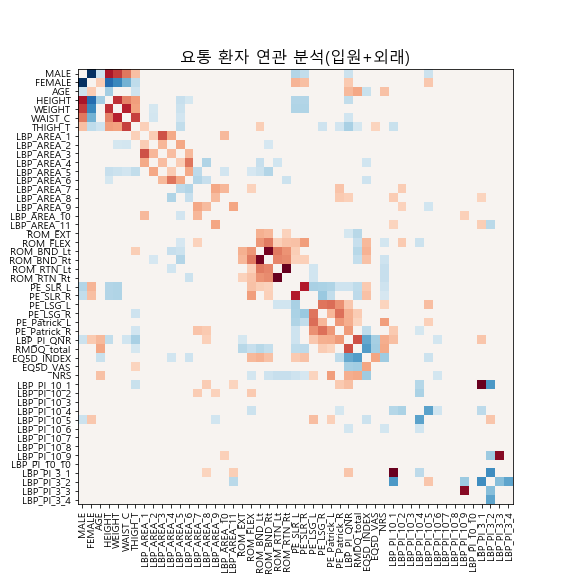 요통 환자 연관 분석(입원+외래)
MALE
FEMALE
AGE
HEIGHT
WEIGHT
WAIST_C
THIGH_T
LBP_AREA_1
LBP_AREA_2
LBP_AREA_3
LBP_AREA_4
LBP_AREA_5
LBP_AREA_6
LBP_AREA_7
LBP_AREA_8
LBP_AREA_9
LBP_AREA_10
LBP_AREA_11
ROM_EXT
ROM_FLEX
ROM_BND_Lt
ROM_BND_Rt
ROM_RTN_Lt
ROM_RTN_Rt
PE_SLR_L
PE_SLR_R
PE_LSG_L
PE_LSG_R
PE_Patrick_L
PE_Patrick_R
LBP_PI_QNR
RMDQ_total
EQ5D_INDEX
EQ5D_VAS
NRS
LBP_PI_10_1
LBP_PI_10_2
LBP_PI_10_3
LBP_PI_10_4
LBP_PI_10_5
LBP_PI_10_6
LBP_PI_10_7
LBP_PI_10_8
LBP_PI_10_9
LBP_PI_10_10
LBP_PI_3_1
LBP_PI_3_2
LBP_PI_3_3
LBP_PI_3_4
MALE
FEMALE
AGE
HEIGHT
WEIGHT
WAIST_C
THIGH_T
LBP_AREA_1
LBP_AREA_2
LBP_AREA_3
LBP_AREA_4
LBP_AREA_5
LBP_AREA_6
LBP_AREA_7
LBP_AREA_8
LBP_AREA_9
LBP_AREA_10
LBP_AREA_11
ROM_EXT
ROM_FLEX
ROM_BND_Lt
ROM_BND_Rt
ROM_RTN_Lt
ROM_RTN_Rt
PE_SLR_L
PE_SLR_R
PE_LSG_L
PE_LSG_R
PE_Patrick_L
PE_Patrick_R
LBP_PI_QNR
RMDQ_total
EQ5D_INDEX
EQ5D_VAS
NRS
LBP_PI_10_1
LBP_PI_10_2
LBP_PI_10_3
LBP_PI_10_4
LBP_PI_10_5
LBP_PI_10_6
LBP_PI_10_7
LBP_PI_10_8
LBP_PI_10_9
LBP_PI_10_10
LBP_PI_3_1
LBP_PI_3_2
LBP_PI_3_3
LBP_PI_3_4